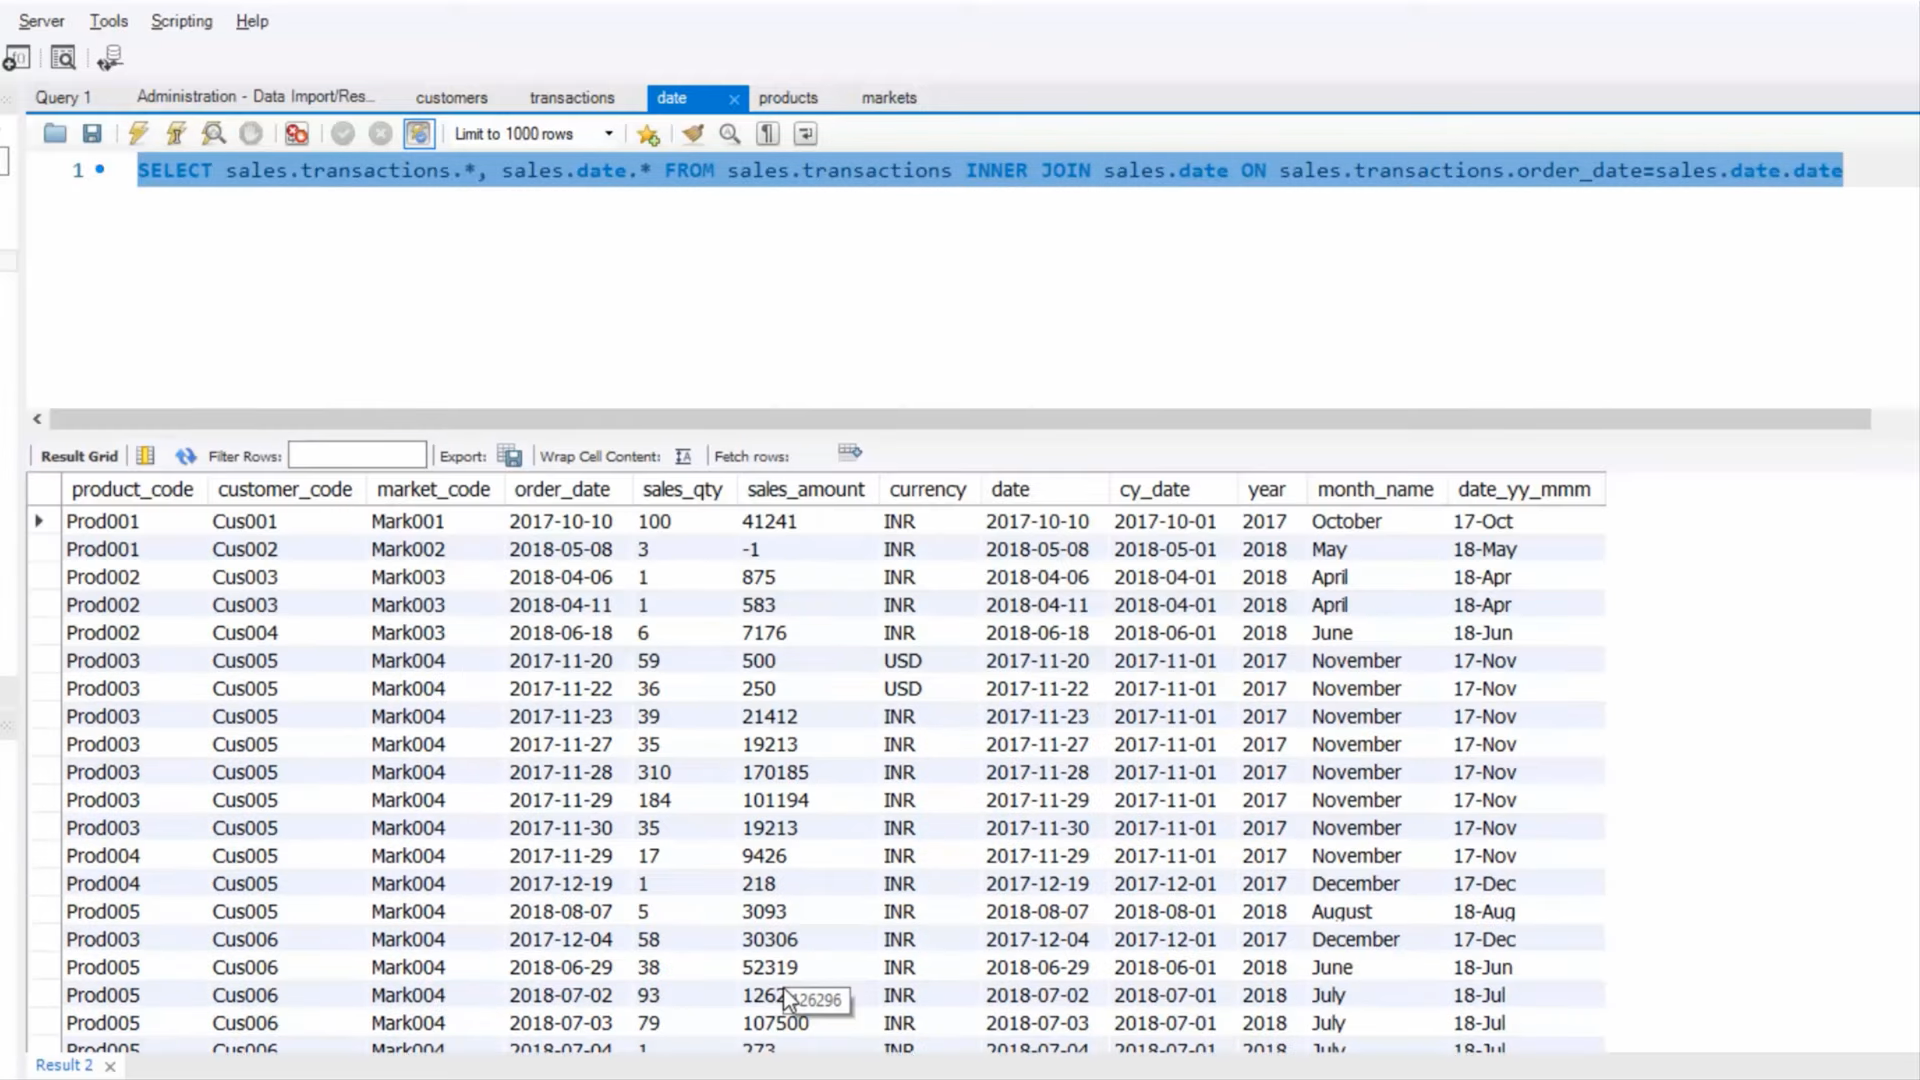 Server Tools Scripting Help
Query 1 Administration - Data Import/Res... customers transactions date products markets
Limit to 1000 rows
1 SELECT sales.transactions.*, sales.date.* FROM sales.transactions INNER JOIN sales.date ON sales.transactions.order_date=sales.date.date
Result Grid Filter Rows: Export: Wrap Cell Content: Fetch rows:
product_code customer_code market_code order_date sales_qty sales_amount currency date cy_date year month_name date_yy_mmm
Prod001 Cus001 Mark001 2017-10-10 100 41241 INR 2017-10-10 2017-10-01 2017 October 17-Oct
Prod001 Cus002 Mark002 2018-05-08 3 -1 INR 2018-05-08 2018-05-01 2018 May 18-May
Prod002 Cus003 Mark003 2018-04-06 1 875 INR 2018-04-06 2018-04-01 2018 April 18-Apr
Prod002 Cus003 Mark003 2018-04-11 1 583 INR 2018-04-11 2018-04-01 2018 April 18-Apr
Prod002 Cus004 Mark003 2018-06-18 6 7176 INR 2018-06-18 2018-06-01 2018 June 18-Jun
Prod003 Cus005 Mark004 2017-11-20 59 500 USD 2017-11-20 2017-11-01 2017 November 17-Nov
Prod003 Cus005 Mark004 2017-11-22 36 250 USD 2017-11-22 2017-11-01 2017 November 17-Nov
Prod003 Cus005 Mark004 2017-11-23 39 21412 INR 2017-11-23 2017-11-01 2017 November 17-Nov
Prod003 Cus005 Mark004 2017-11-27 35 19213 INR 2017-11-27 2017-11-01 2017 November 17-Nov
Prod003 Cus005 Mark004 2017-11-28 310 170185 INR 2017-11-28 2017-11-01 2017 November 17-Nov
Prod003 Cus005 Mark004 2017-11-29 184 101194 INR 2017-11-29 2017-11-01 2017 November 17-Nov
Prod003 Cus005 Mark004 2017-11-30 35 19213 INR 2017-11-30 2017-11-01 2017 November 17-Nov
Prod004 Cus005 Mark004 2017-11-29 17 9426 INR 2017-11-29 2017-11-01 2017 November 17-Nov
Prod004 Cus005 Mark004 2017-12-19 1 218 INR 2017-12-19 2017-12-01 2017 December 17-Dec
Prod005 Cus005 Mark004 2018-08-07 5 3093 INR 2018-08-07 2018-08-01 2018 August 18-Aug
Prod003 Cus006 Mark004 2017-12-04 58 30306 INR 2017-12-04 2017-12-01 2017 December 17-Dec
Prod005 Cus006 Mark004 2018-06-29 38 52319 INR 2018-06-29 2018-06-01 2018 June 18-Jun
Prod005 Cus006 Mark004 2018-07-02 93 INR 2018-07-02 2018-07-01 2018 July 18-Jul
Prod005 Cus006 Mark004 2018-07-03 79 107500 INR 2018-07-03 2018-07-01 2018 July 18-Jul
Prod005 Cus006 Mark004 2018-07-04 1 273 INR 2018-07-04 2018-07-01 2018 July 18-Jul
Result 2